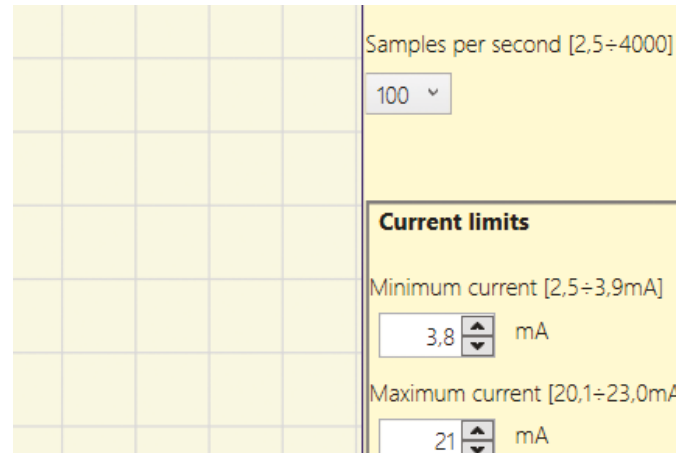 Samples per second [2,5÷4000]
100
Current limits
Minimum current [2,5÷3,9mA]
3,8 mA
Maximum current [20,1÷23,0mA
21 mA